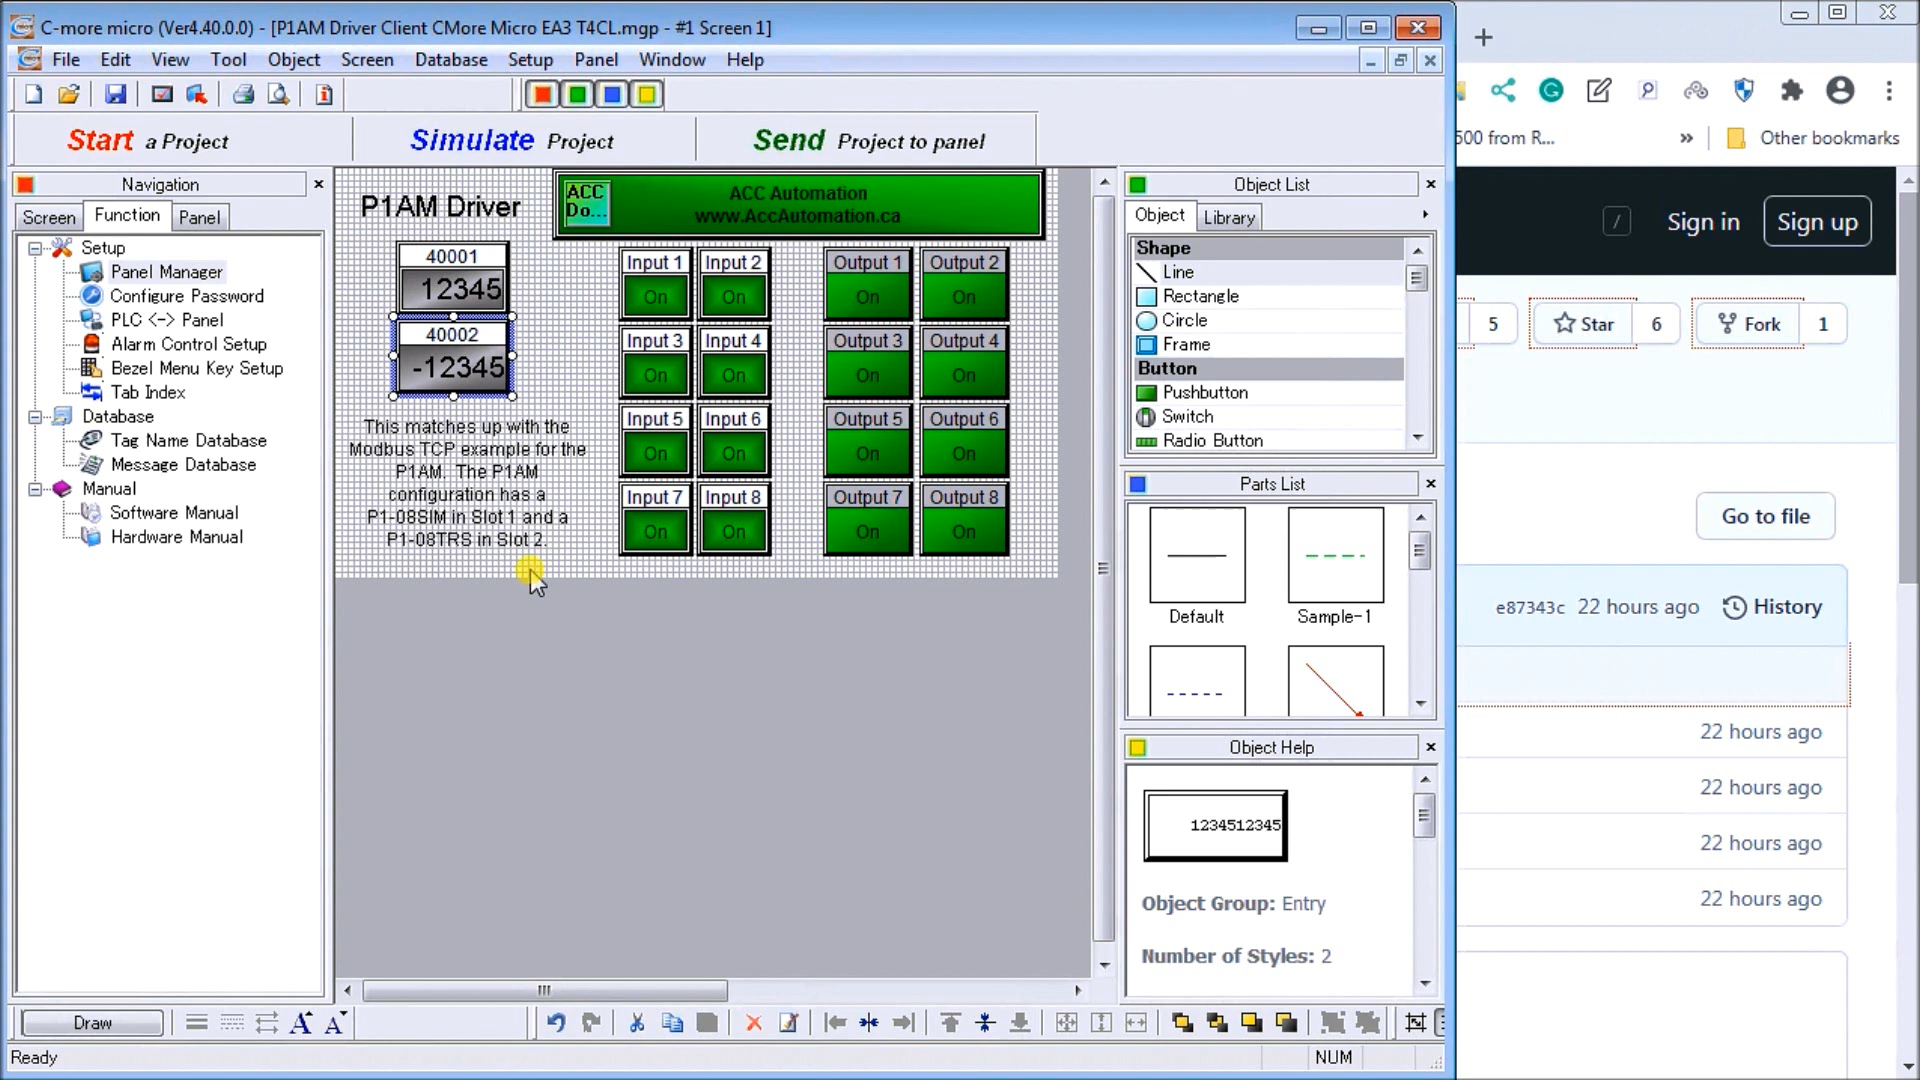 C-more micro (Ver4.40.0.0) - [P1AM Driver Client CMore Micro EA3 T4CL.mgp - #1 Screen 1]
File Edit View Tool Object Screen Database Setup Panel Window Help
Start a Project
Simulate Project
Send Project to panel
Navigation
Screen Function Panel
Setup
Panel Manager
Configure Password
PLC <-> Panel
Alarm Control Setup
Bezel Menu Key Setup
Tab Index
Database
Tag Name Database
Message Database
Manual
Software Manual
Hardware Manual
P1AM Driver
ACC
Do...
ACC Automation
www.AccAutomation.ca
40001
12345
40002
-12345
This matches up with the
Modbus TCP example for the
P1AM. The P1AM
configuration has a
P1-08SIM in Slot 1 and a
P1-08TRS in Slot 2.
Input 1 Input 2 Output 1 Output 2
On On On On
Input 3 Input 4 Output 3 Output 4
On On On On
Input 5 Input 6 Output 5 Output 6
On On On On
Input 7 Input 8 Output 7 Output 8
On On On On
Object List
Object Library
Shape
Line
Rectangle
Circle
Frame
Button
Pushbutton
Switch
Radio Button
Parts List
Default Sample-1
Object Help
1234512345
Object Group: Entry
Number of Styles: 2
Draw
Ready
NUM
500 from R...
» Other bookmarks
/ Sign in Sign up
5 Star 6 Fork 1
Go to file
e87343c 22 hours ago History
22 hours ago
22 hours ago
22 hours ago
22 hours ago